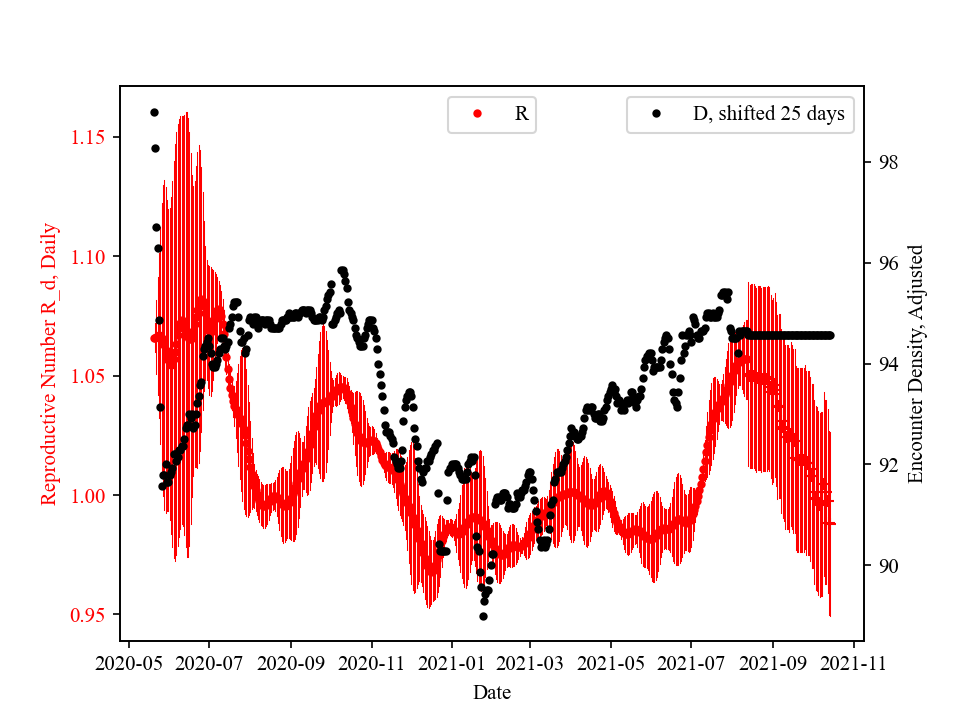 R
D, shifted 25 days
Reproductive Number R_d, Daily
1.15
1.10
1.05
1.00
0.95
98
96
94
92
90
Encounter Density, Adjusted
2020-05 2020-07 2020-09 2020-11 2021-01 2021-03 2021-05 2021-07 2021-09 2021-11
Date